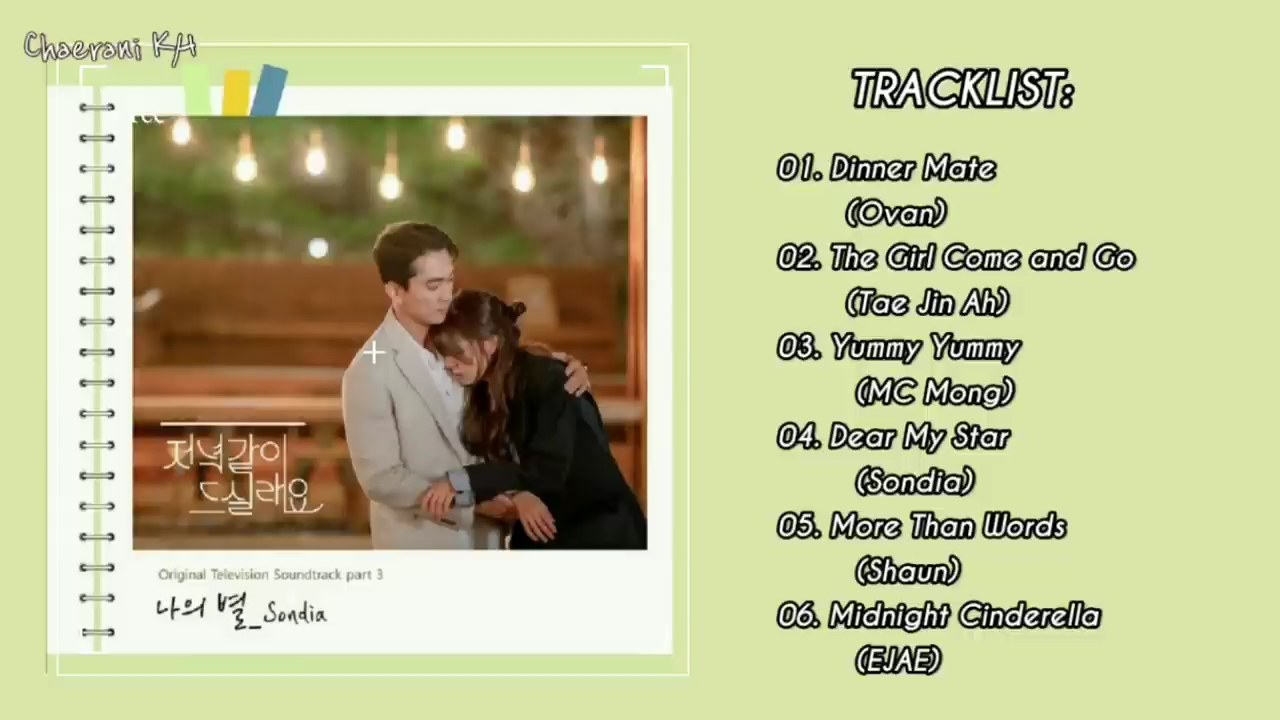 Chaerani KH
저녁같이
드실래요
Original Television Soundtrack part 3
나의 별_Sondia
TRACKLIST:
01. Dinner Mate
(Ovan)
02. The Girl Come and Go
(Tae Jin Ah)
03. Yummy Yummy
(MC Mong)
04. Dear My Star
(Sondia)
05. More Than Words
(Shaun)
06. Midnight Cinderella
(EJAE)